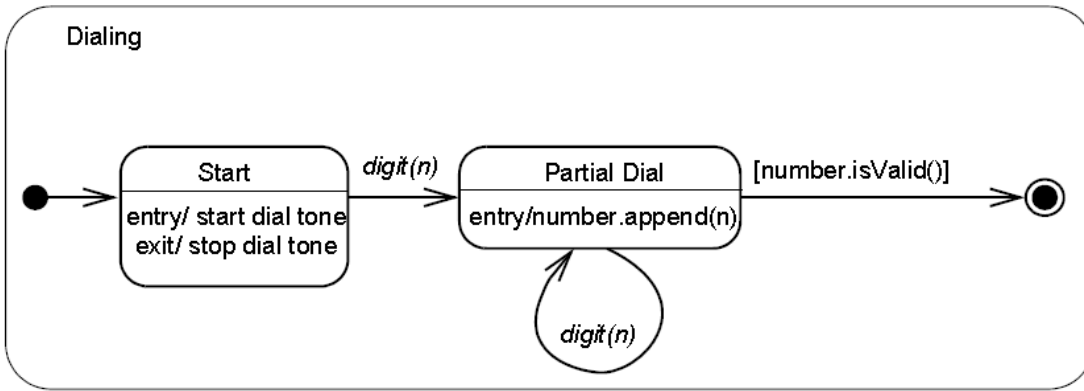 Dialing
Start
entry/ start dial tone
exit/ stop dial tone
digit(n)
Partial Dial
entry/number.append(n)
digit(n)
[number.isValid()]